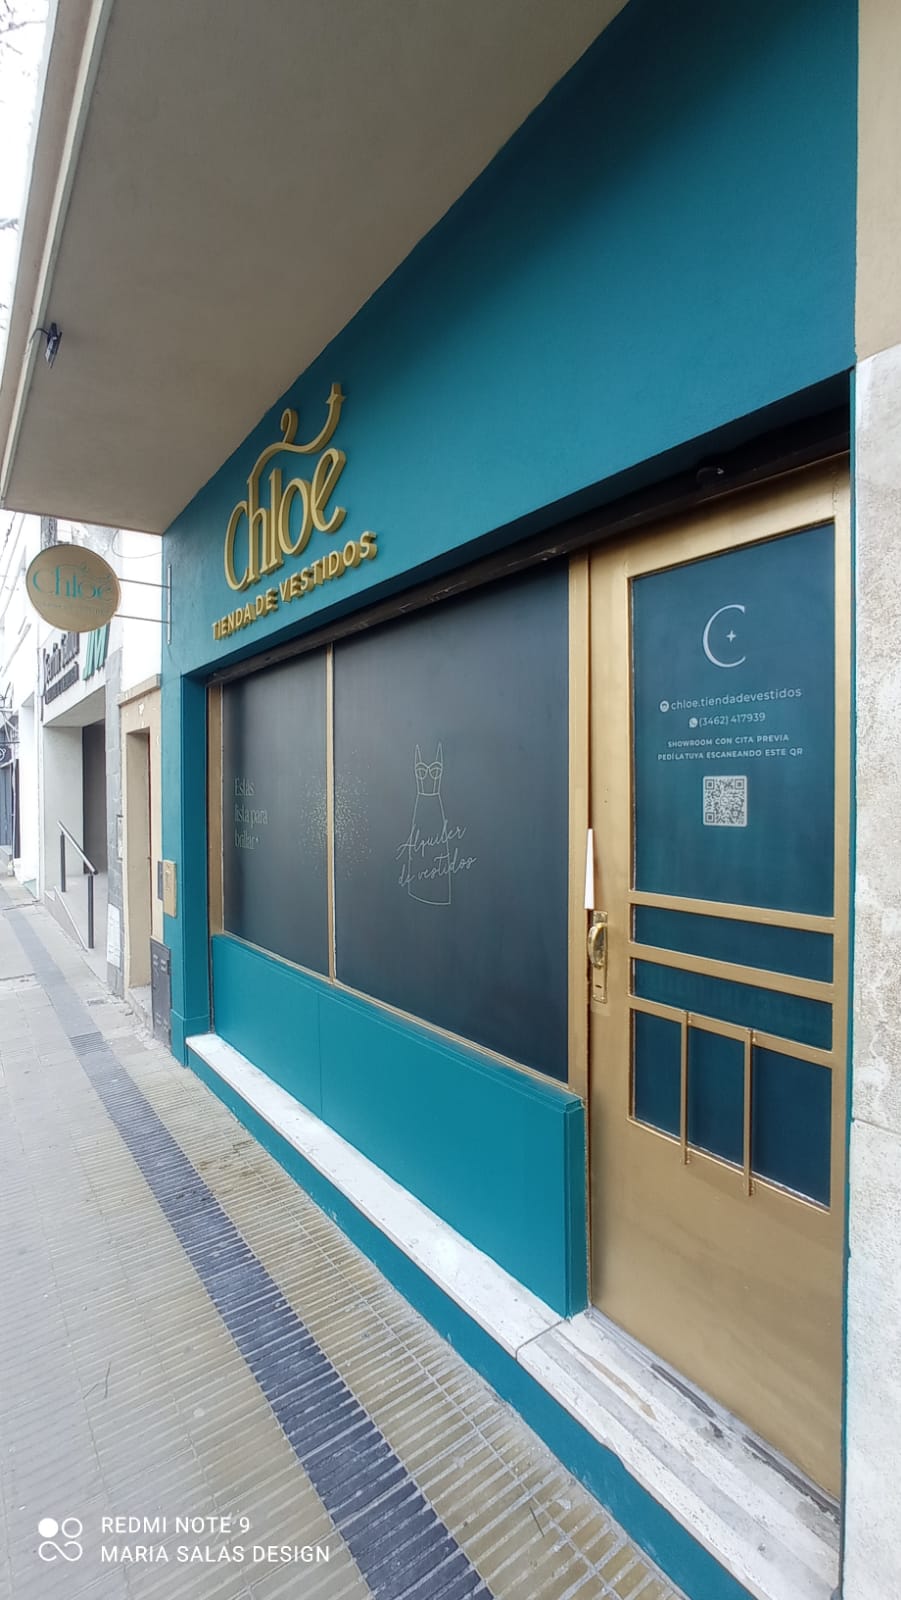 Chloe
TIENDA DE VESTIDOS
Chloe
Estas
lista para
bailar?
Alquiler
de vestidos
C
chloe.tiendadevestidos
(3462) 417939
SHOWROOM CON CITA PREVIA
PEDÍ LA TUYA ESCANEANDO ESTE QR
REDMI NOTE 9
MARIA SALAS DESIGN